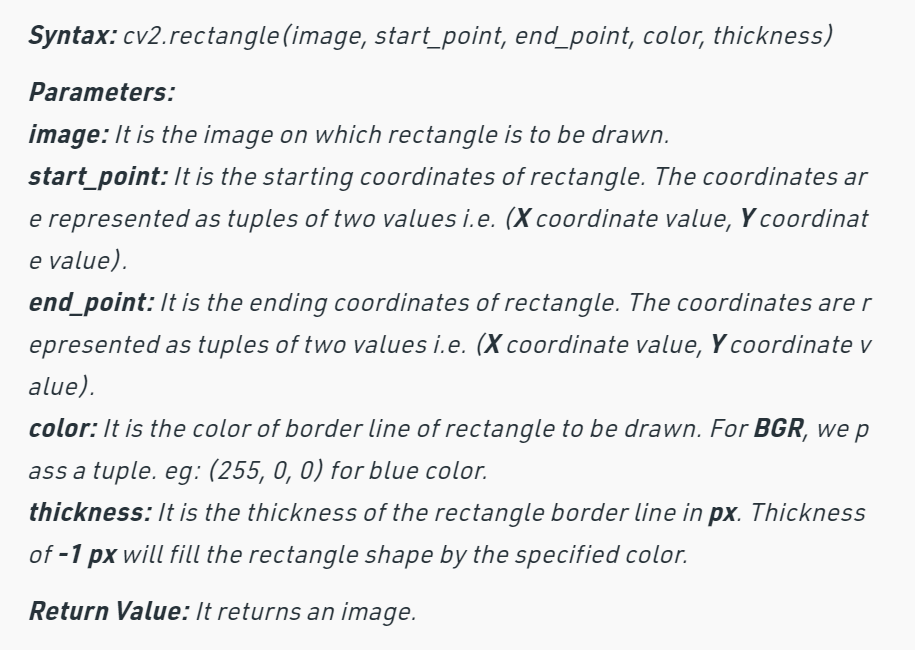 Syntax: cv2.rectangle(image, start_point, end_point, color, thickness)
Parameters:
image: It is the image on which rectangle is to be drawn.
start_point: It is the starting coordinates of rectangle. The coordinates ar
e represented as tuples of two values i.e. (X coordinate value, Y coordinat
e value).
end_point: It is the ending coordinates of rectangle. The coordinates are r
epresented as tuples of two values i.e. (X coordinate value, Y coordinate v
alue).
color: It is the color of border line of rectangle to be drawn. For BGR, we p
ass a tuple. eg: (255, 0, 0) for blue color.
thickness: It is the thickness of the rectangle border line in px. Thickness
of -1 px will fill the rectangle shape by the specified color.
Return Value: It returns an image.